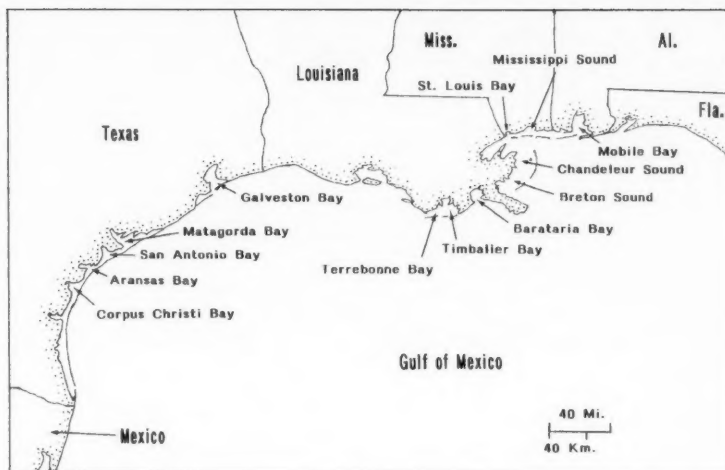 Miss.
Al.
Mississippi Sound
Louisiana
St. Louis Bay
Fla.
Texas
Mobile Bay
Chandeleur Sound
Galveston Bay
Breton Sound
Matagorda Bay
Barataria Bay
San Antonio Bay
Timbalier Bay
Terrebonne Bay
Aransas Bay
Corpus Christi Bay
Gulf of Mexico
40 Mi.
Mexico
40 Km.